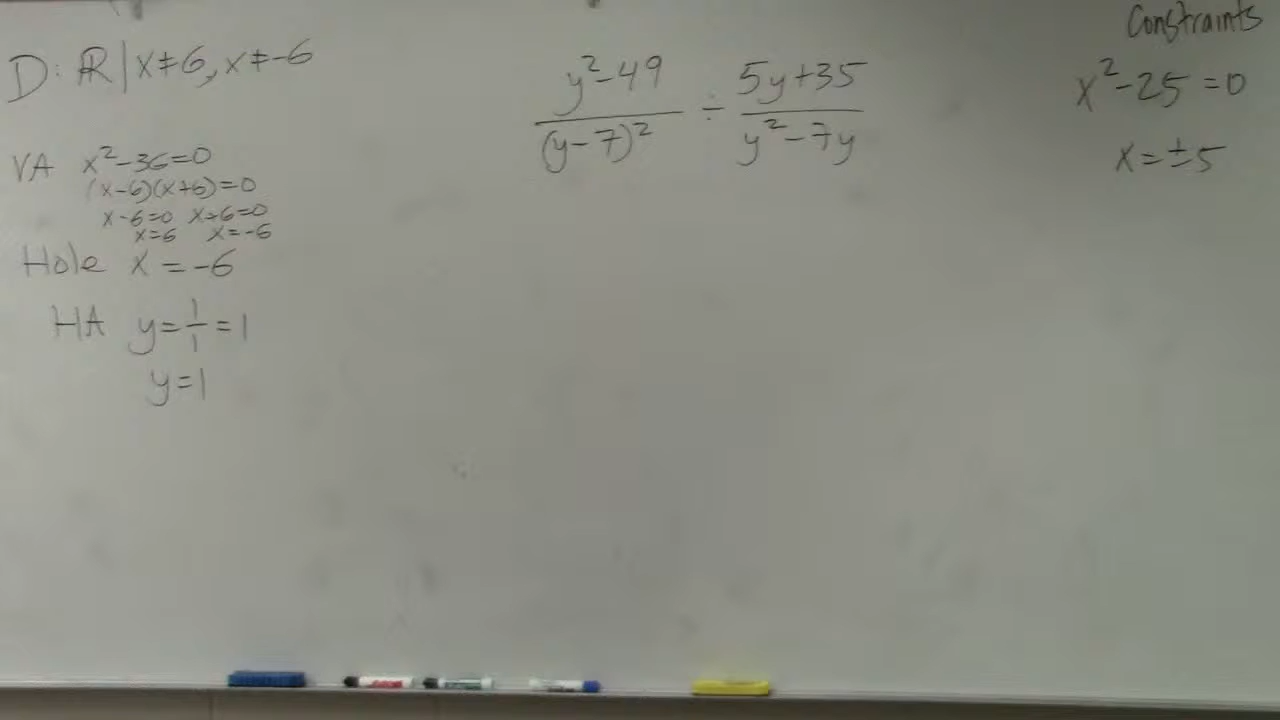 D: ℝ | x≠6, x≠-6
VA x²-36=0
(x-6)(x+6)=0
x-6=0 x+6=0
x=6 x=-6
Hole x = -6
HA y = 1/1 = 1
y=1
y²-49 / (y-7)² ÷ 5y+35 / y²-7y
Constraints
x²-25=0
x=±5